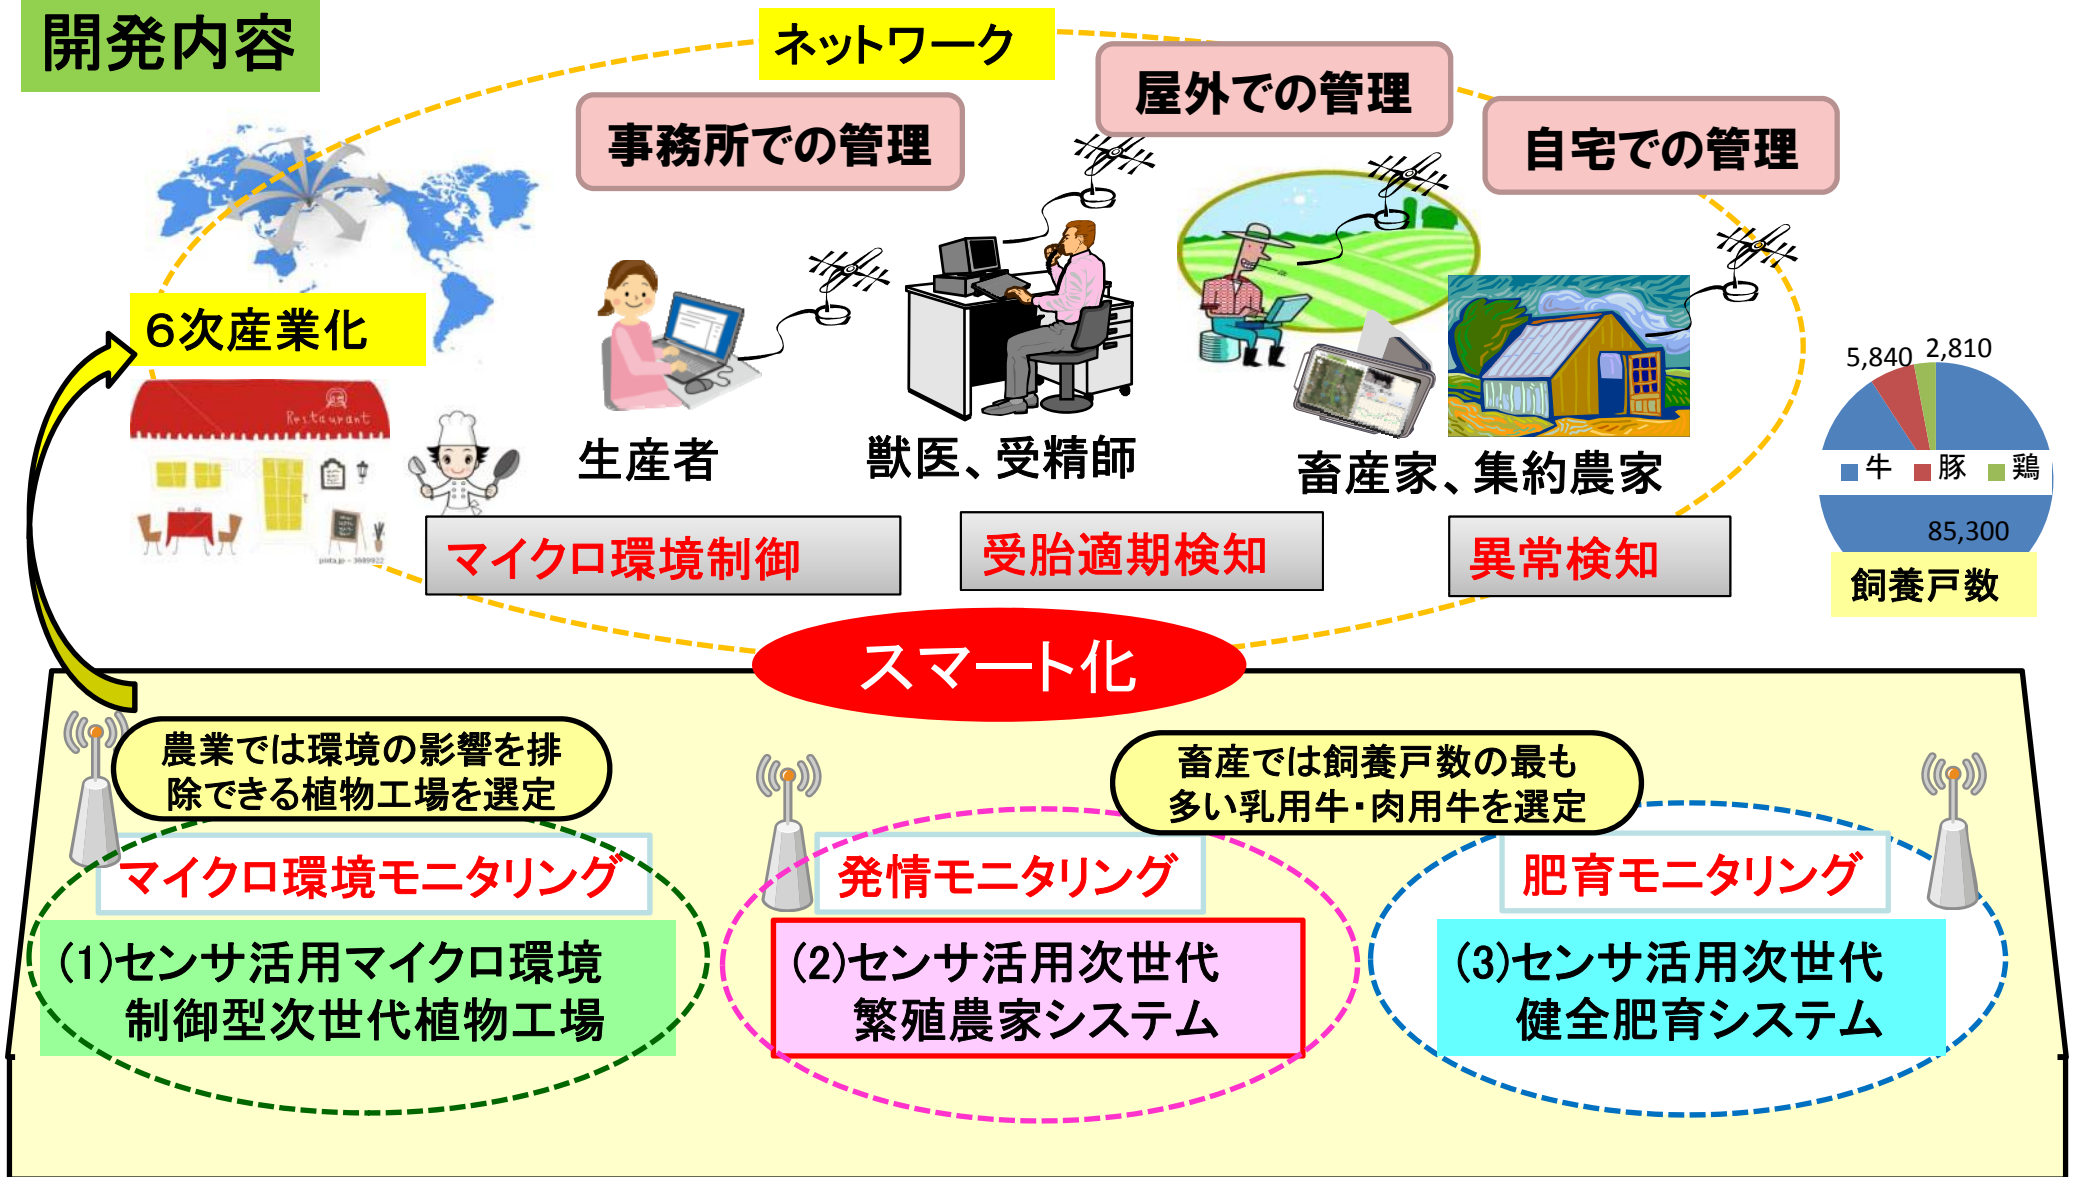 開発内容
ネットワーク
事務所での管理
屋外での管理
自宅での管理
6次産業化
Restaurant
pixta.jp - 3689922
生産者
獣医、受精師
畜産家、集約農家
5,840
2,810
牛
豚
鶏
85,300
飼養戸数
マイクロ環境制御
受胎適期検知
異常検知
スマート化
農業では環境の影響を排
除できる植物工場を選定
畜産では飼養戸数の最も
多い乳用牛・肉用牛を選定
マイクロ環境モニタリング
発情モニタリング
肥育モニタリング
(1)センサ活用マイクロ環境
制御型次世代植物工場
(2)センサ活用次世代
繁殖農家システム
(3)センサ活用次世代
健全肥育システム